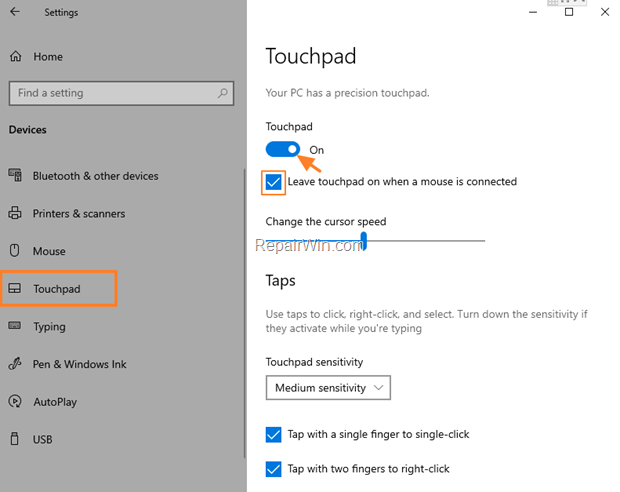 Settings
Home
Find a setting
Devices
Bluetooth & other devices
Printers & scanners
Mouse
Touchpad
Typing
Pen & Windows Ink
AutoPlay
USB
Touchpad
Your PC has a precision touchpad.
Touchpad
On
Leave touchpad on when a mouse is connected
Change the cursor speed
RepairWin.com
Taps
Use taps to click, right-click, and select. Turn down the sensitivity if
they activate while you're typing
Touchpad sensitivity
Medium sensitivity
Tap with a single finger to single-click
Tap with two fingers to right-click